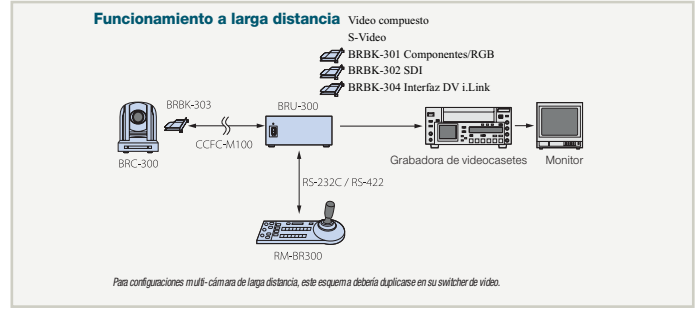 Funcionamiento a larga distancia
Video compuesto
S-Video
BRBK-301 Componentes/RGB
BRBK-302 SDI
BRBK-304 Interfaz DV i.Link
BRBK-303
BRU-300
CCFC-M100
BRC-300
Grabadora de videocasetes
Monitor
RS-232C / RS-422
RM-BR300
Para configuraciones multi-cámara de larga distancia, este esquema debería duplicarse en su switcher de video.